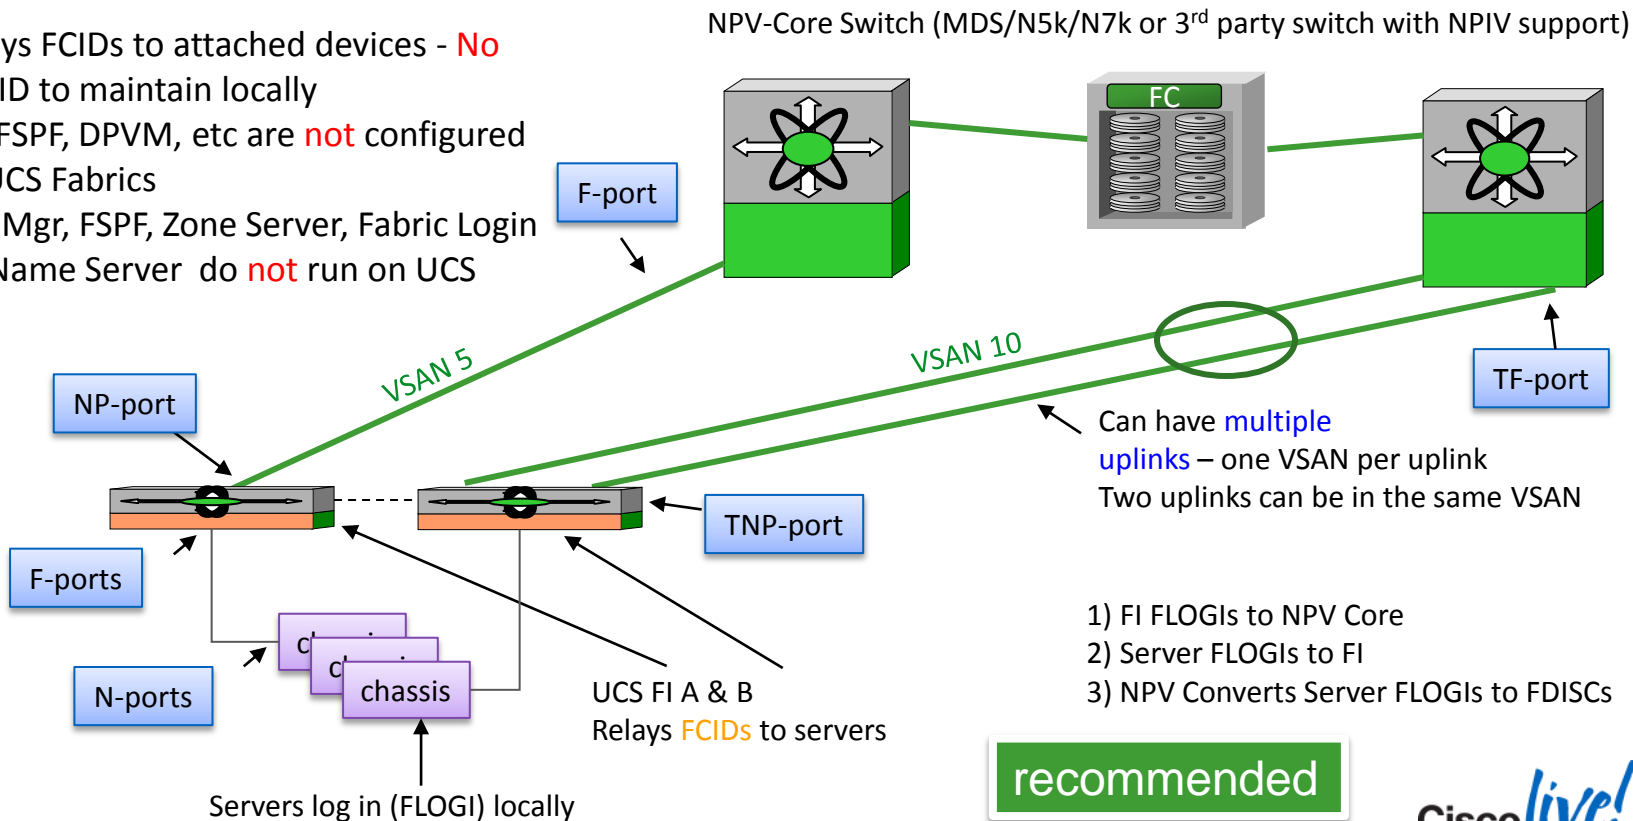 NPV-Core Switch (MDS/N5k/N7k or 3rd party switch with NPIV support)
ys FCIDs to attached devices - No
ID to maintain locally
FSPF, DPVM, etc are not configured
UCS Fabrics
Mgr, FSPF, Zone Server, Fabric Login
Name Server do not run on UCS
FC
F-port
VSAN 5
VSAN 10
NP-port
TF-port
Can have multiple
uplinks – one VSAN per uplink
Two uplinks can be in the same VSAN
TNP-port
F-ports
N-ports
chassis
UCS FI A & B
Relays FCIDs to servers
1) FI FLOGIs to NPV Core
2) Server FLOGIs to FI
3) NPV Converts Server FLOGIs to FDISCs
Servers log in (FLOGI) locally
recommended
Cisco live!